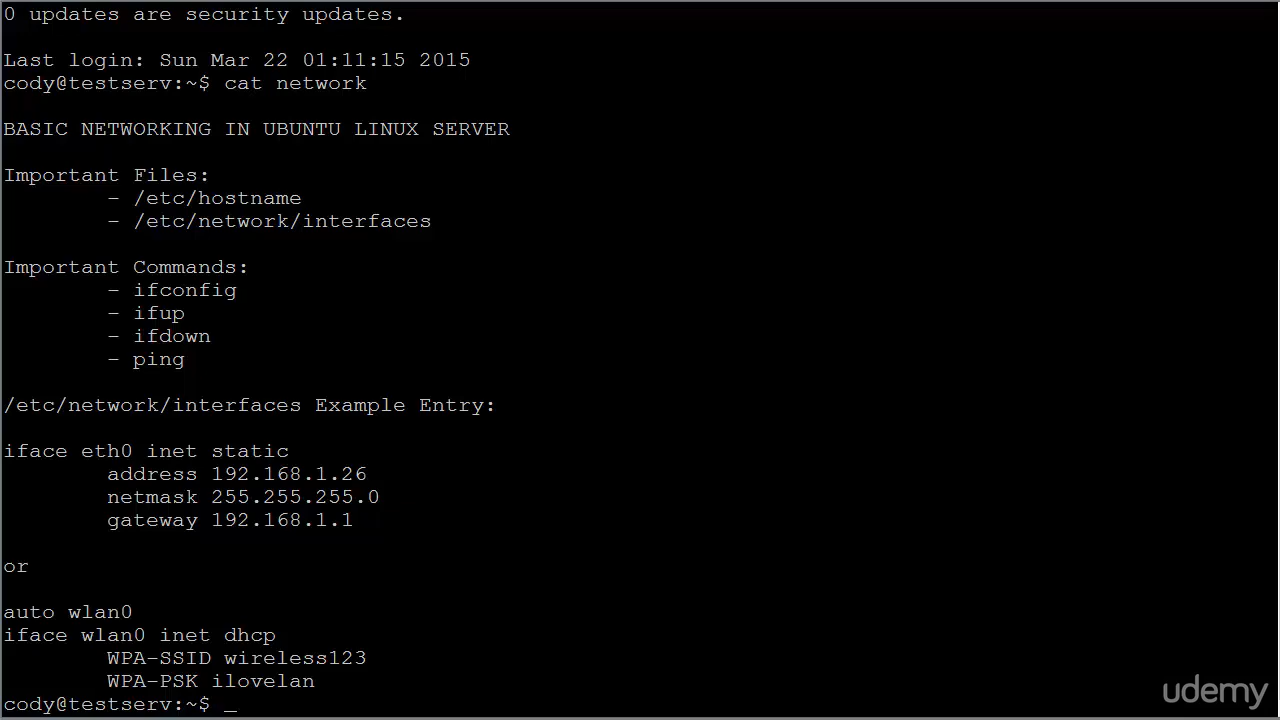 0 updates are security updates.
Last login: Sun Mar 22 01:11:15 2015
cody@testserv:~$ cat network
BASIC NETWORKING IN UBUNTU LINUX SERVER
Important Files:
- /etc/hostname
- /etc/network/interfaces
Important Commands:
- ifconfig
- ifup
- ifdown
- ping
/etc/network/interfaces Example Entry:
iface eth0 inet static
address 192.168.1.26
netmask 255.255.255.0
gateway 192.168.1.1
or
auto wlan0
iface wlan0 inet dhcp
WPA-SSID wireless123
WPA-PSK ilovelan
cody@testserv:~$ _
udemy